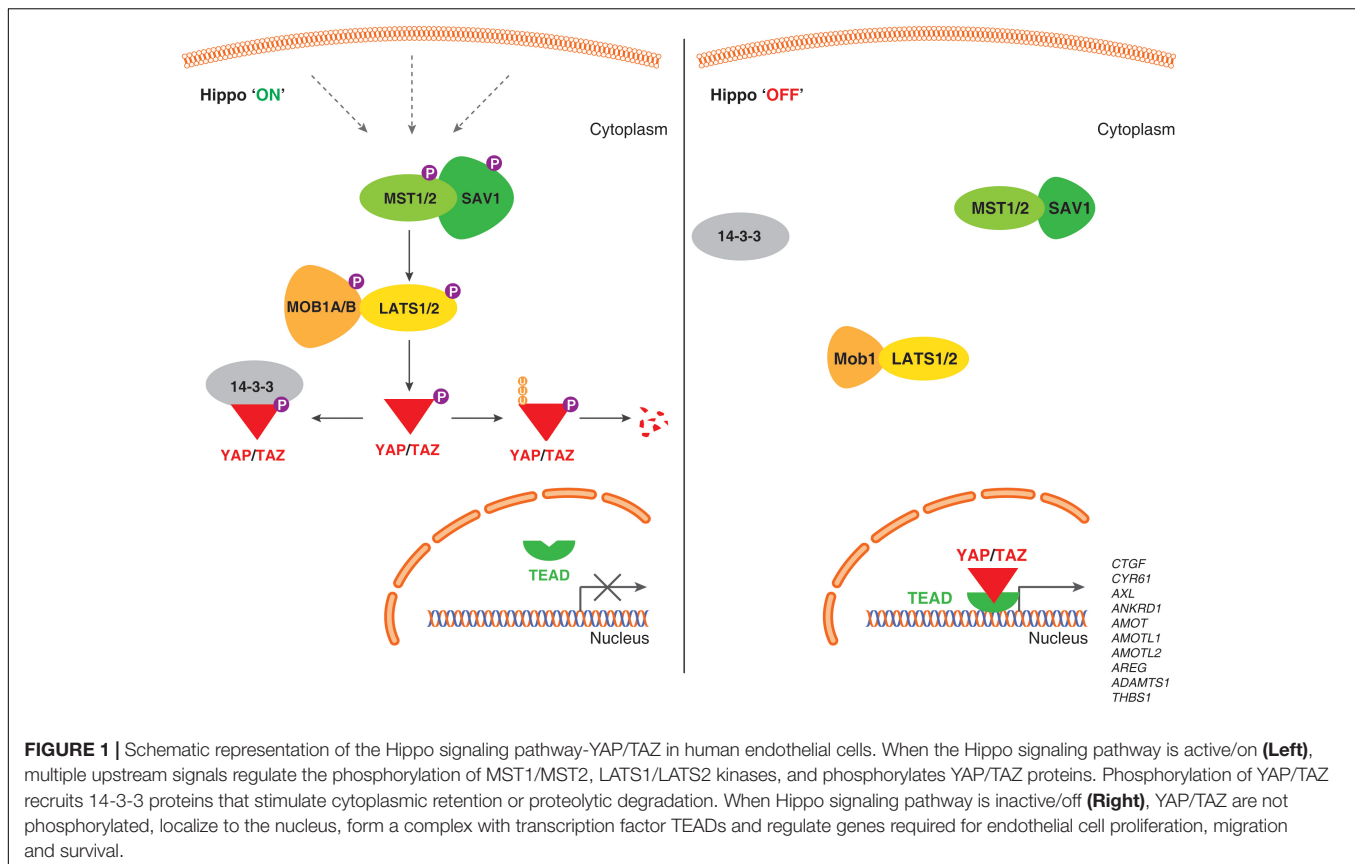 Hippo ‘ON’
Cytoplasm
P
P
MST1/2
SAV1
P
P
MOB1A/B
LATS1/2
14-3-3
P
YAP/TAZ
P
YAP/TAZ
U
U
U
P
YAP/TAZ
TEAD
Nucleus
Hippo ‘OFF’
Cytoplasm
MST1/2
SAV1
14-3-3
Mob1
LATS1/2
YAP/TAZ
TEAD
Nucleus
CTGF
CYR61
AXL
ANKRD1
AMOT
AMOTL1
AMOTL2
AREG
ADAMTS1
THBS1
FIGURE 1 | Schematic representation of the Hippo signaling pathway-YAP/TAZ in human endothelial cells. When the Hippo signaling pathway is active/on (Left),
multiple upstream signals regulate the phosphorylation of MST1/MST2, LATS1/LATS2 kinases, and phosphorylates YAP/TAZ proteins. Phosphorylation of YAP/TAZ
recruits 14-3-3 proteins that stimulate cytoplasmic retention or proteolytic degradation. When Hippo signaling pathway is inactive/off (Right), YAP/TAZ are not
phosphorylated, localize to the nucleus, form a complex with transcription factor TEADs and regulate genes required for endothelial cell proliferation, migration
and survival.